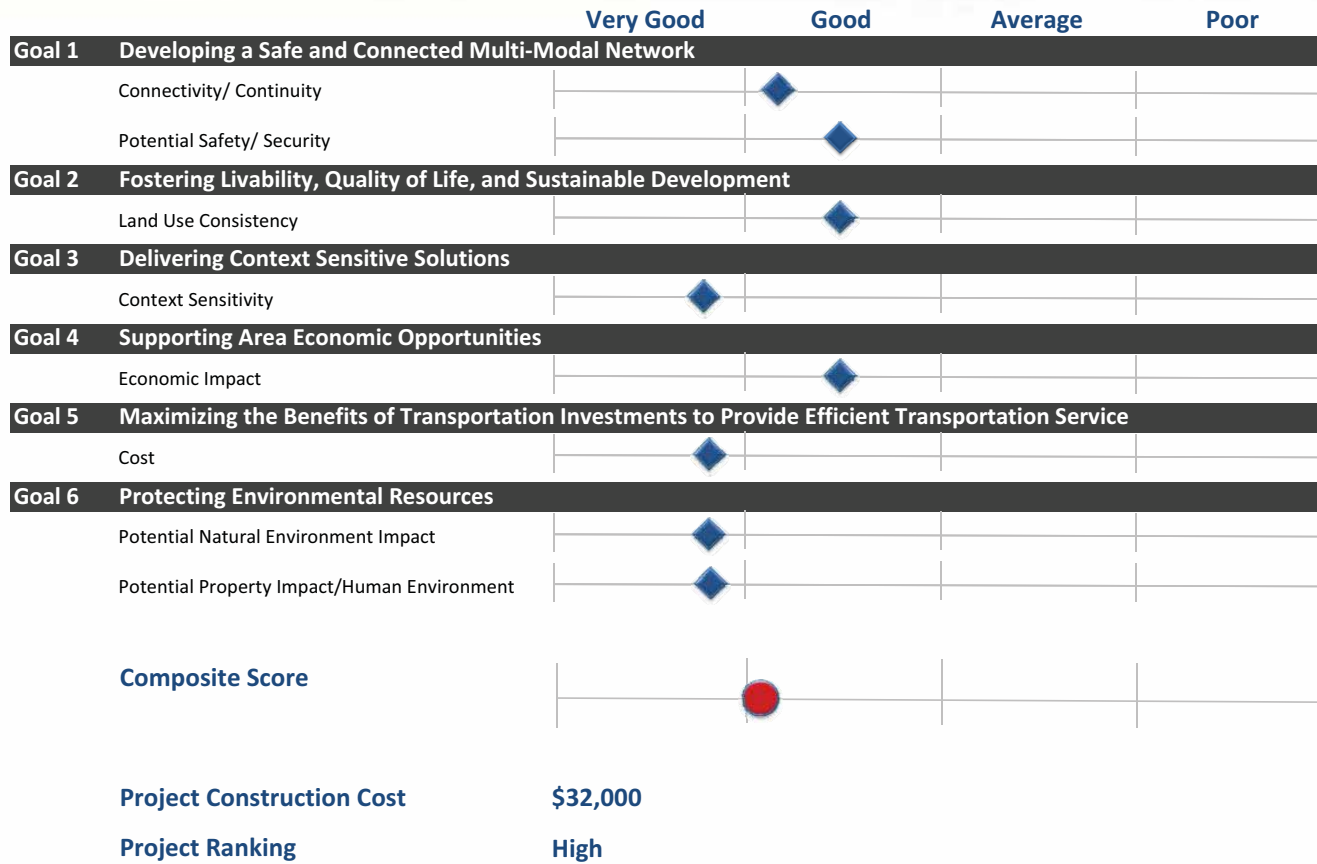 Very Good Good Average Poor
Goal 1 Developing a Safe and Connected Multi-Modal Network
Connectivity/ Continuity
Potential Safety/ Security
Goal 2 Fostering Livability, Quality of Life, and Sustainable Development
Land Use Consistency
Goal 3 Delivering Context Sensitive Solutions
Context Sensitivity
Goal 4 Supporting Area Economic Opportunities
Economic Impact
Goal 5 Maximizing the Benefits of Transportation Investments to Provide Efficient Transportation Service
Cost
Goal 6 Protecting Environmental Resources
Potential Natural Environment Impact
Potential Property Impact/Human Environment
Composite Score
Project Construction Cost $32,000
Project Ranking High